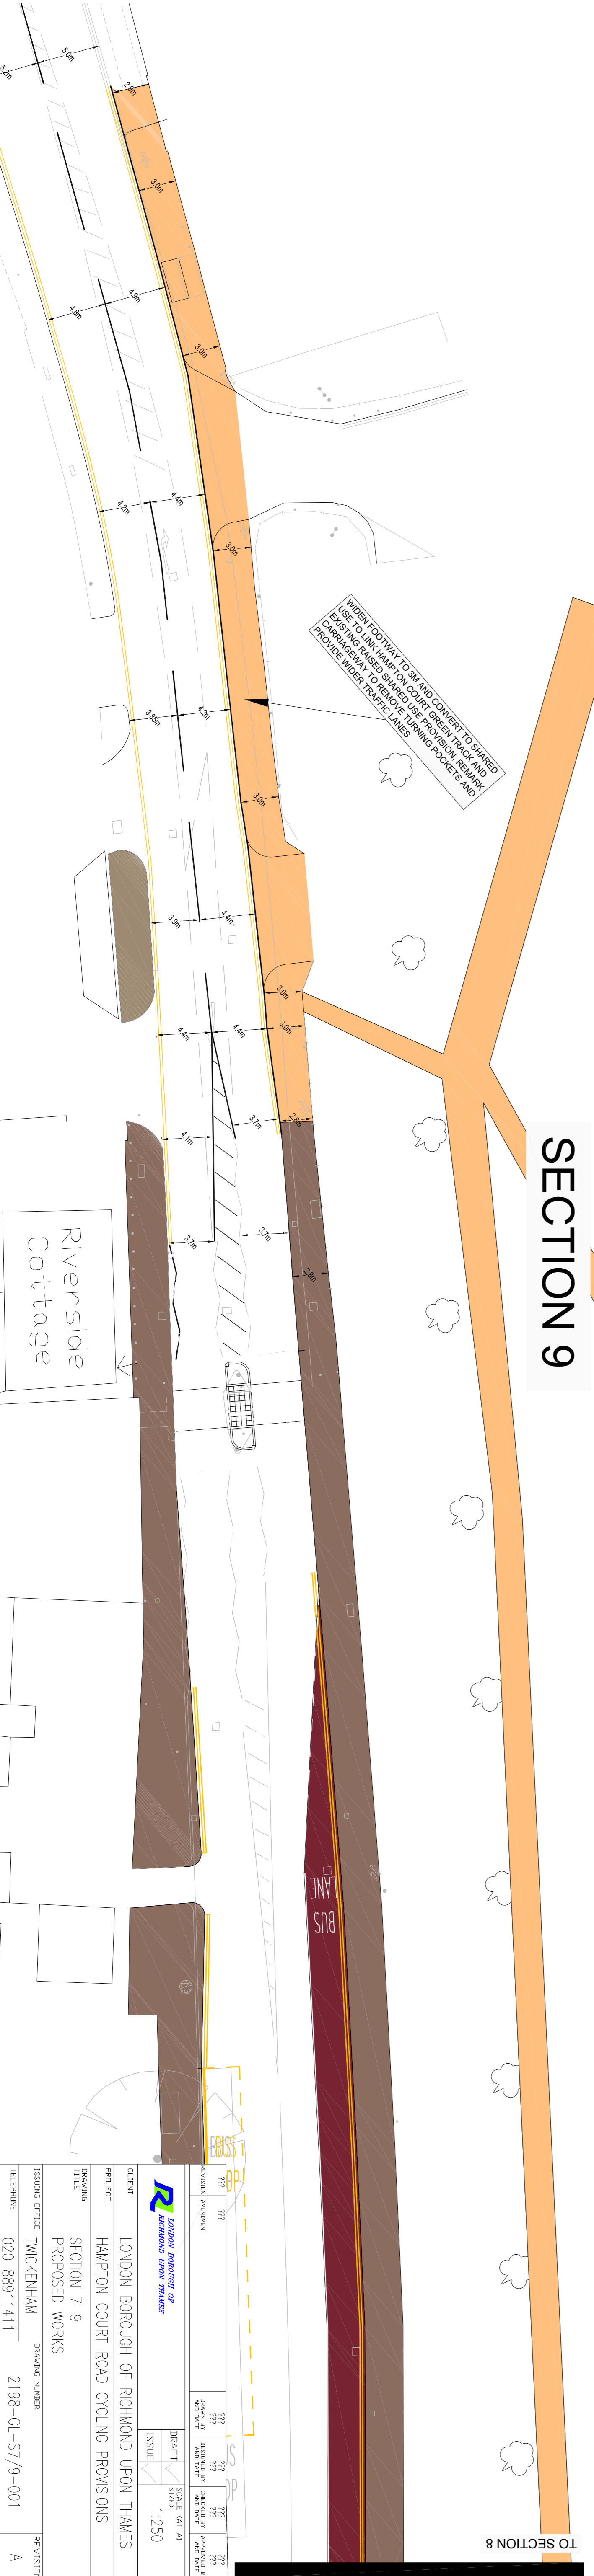 5.2m
5.0m
2.9m
3.0m
4.9m
4.8m
3.0m
4.4m
4.2m
3.0m
WIDEN FOOTWAY TO 3M AND CONVERT TO SHARED
USE TO LINK HAMPTON COURT GREEN TRACK AND
EXISTING RAISED SHARED USE PROVISION. REMARK
CARRIAGEWAY TO REMOVE TURNING POCKETS AND
PROVIDE WIDER TRAFFIC LANES
4.2m
3.85m
3.0m
4.4m
3.9m
3.0m
3.0m
4.4m
4.4m
2.6m
3.7m
4.1m
3.7m
3.7m
2.8m
SECTION 9
Riverside
Cottage
BUS
LANE
TO SECTION 8
???
???
???
???
???
???
???
???
???
REVISION
AMENDMENT
DRAWN BY
AND DATE
DESIGNED BY
AND DATE
CHECKED BY
AND DATE
APPROVED B
AND DATE
LONDON BOROUGH OF
RICHMOND UPON THAMES
DRAFT
ISSUE
SCALE (AT A1
SIZE)
1:250
CLIENT
LONDON BOROUGH OF RICHMOND UPON THAMES
PROJECT
HAMPTON COURT ROAD CYCLING PROVISIONS
DRAWING
TITLE
SECTION 7-9
PROPOSED WORKS
ISSUING OFFICE
TWICKENHAM
TELEPHONE
020 88911411
DRAWING NUMBER
2198-GL-S7/9-001
REVISION
A